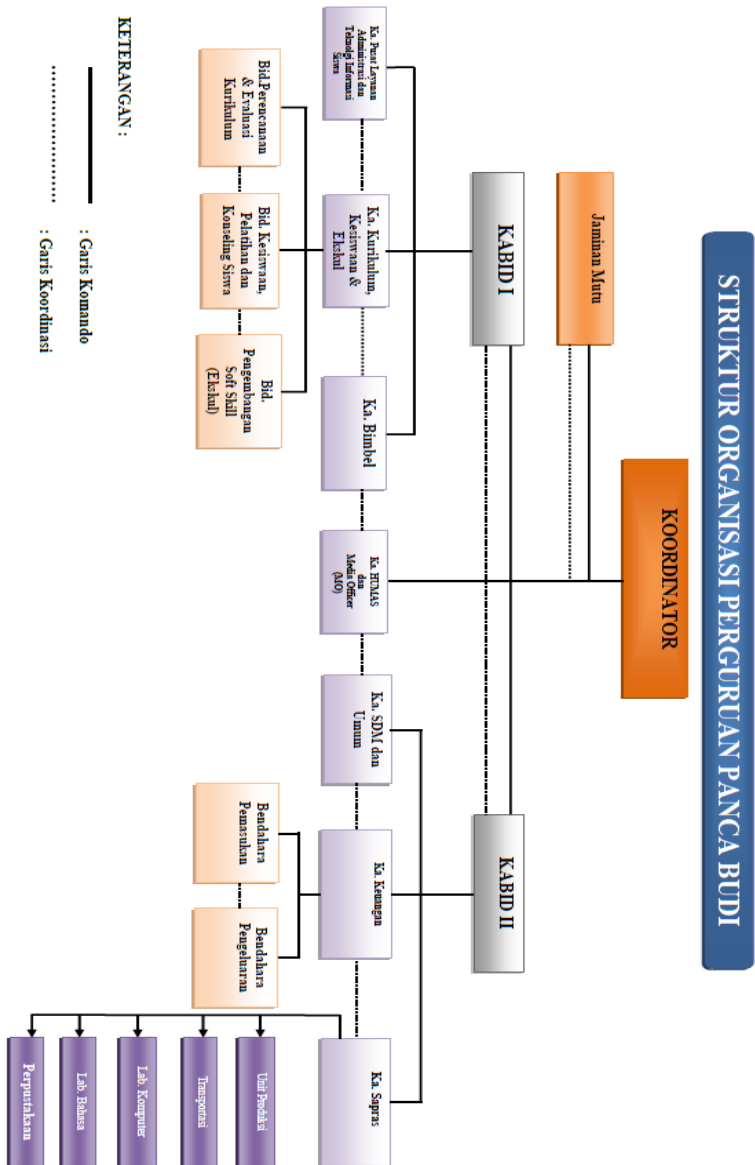 STRUKTUR ORGANISASI PERGURUAN PANCA BUDI
KOORDINATOR
Jaminan Mutu
KABID I
KABID II
Ka. Pusat Layanan
Administrasi dan
Teknolgi Informasi
Siswa
Ka. Kurikulum,
Kesiswaan &
Ekskul
Ka. Bimbel
Ka. HUMAS
dan
Media Officer
(MO)
Ka. SDM dan
Umum
Ka. Keuangan
Ka. Sapras
Bid.Perencanaan
& Evaluasi
Kurikulum
Bid. Kesiswaan,
Pelatihan dan
Konseling Siswa
Bid.
Pengembangan
Soft Skill
(Ekskul)
Bendahara
Pemasukan
Bendahara
Pengeluaran
Unit Produksi
Transportasi
Lab. Komputer
Lab. Bahasa
Perpustakaan
KETERANGAN :
: Garis Komando
: Garis Koordinasi